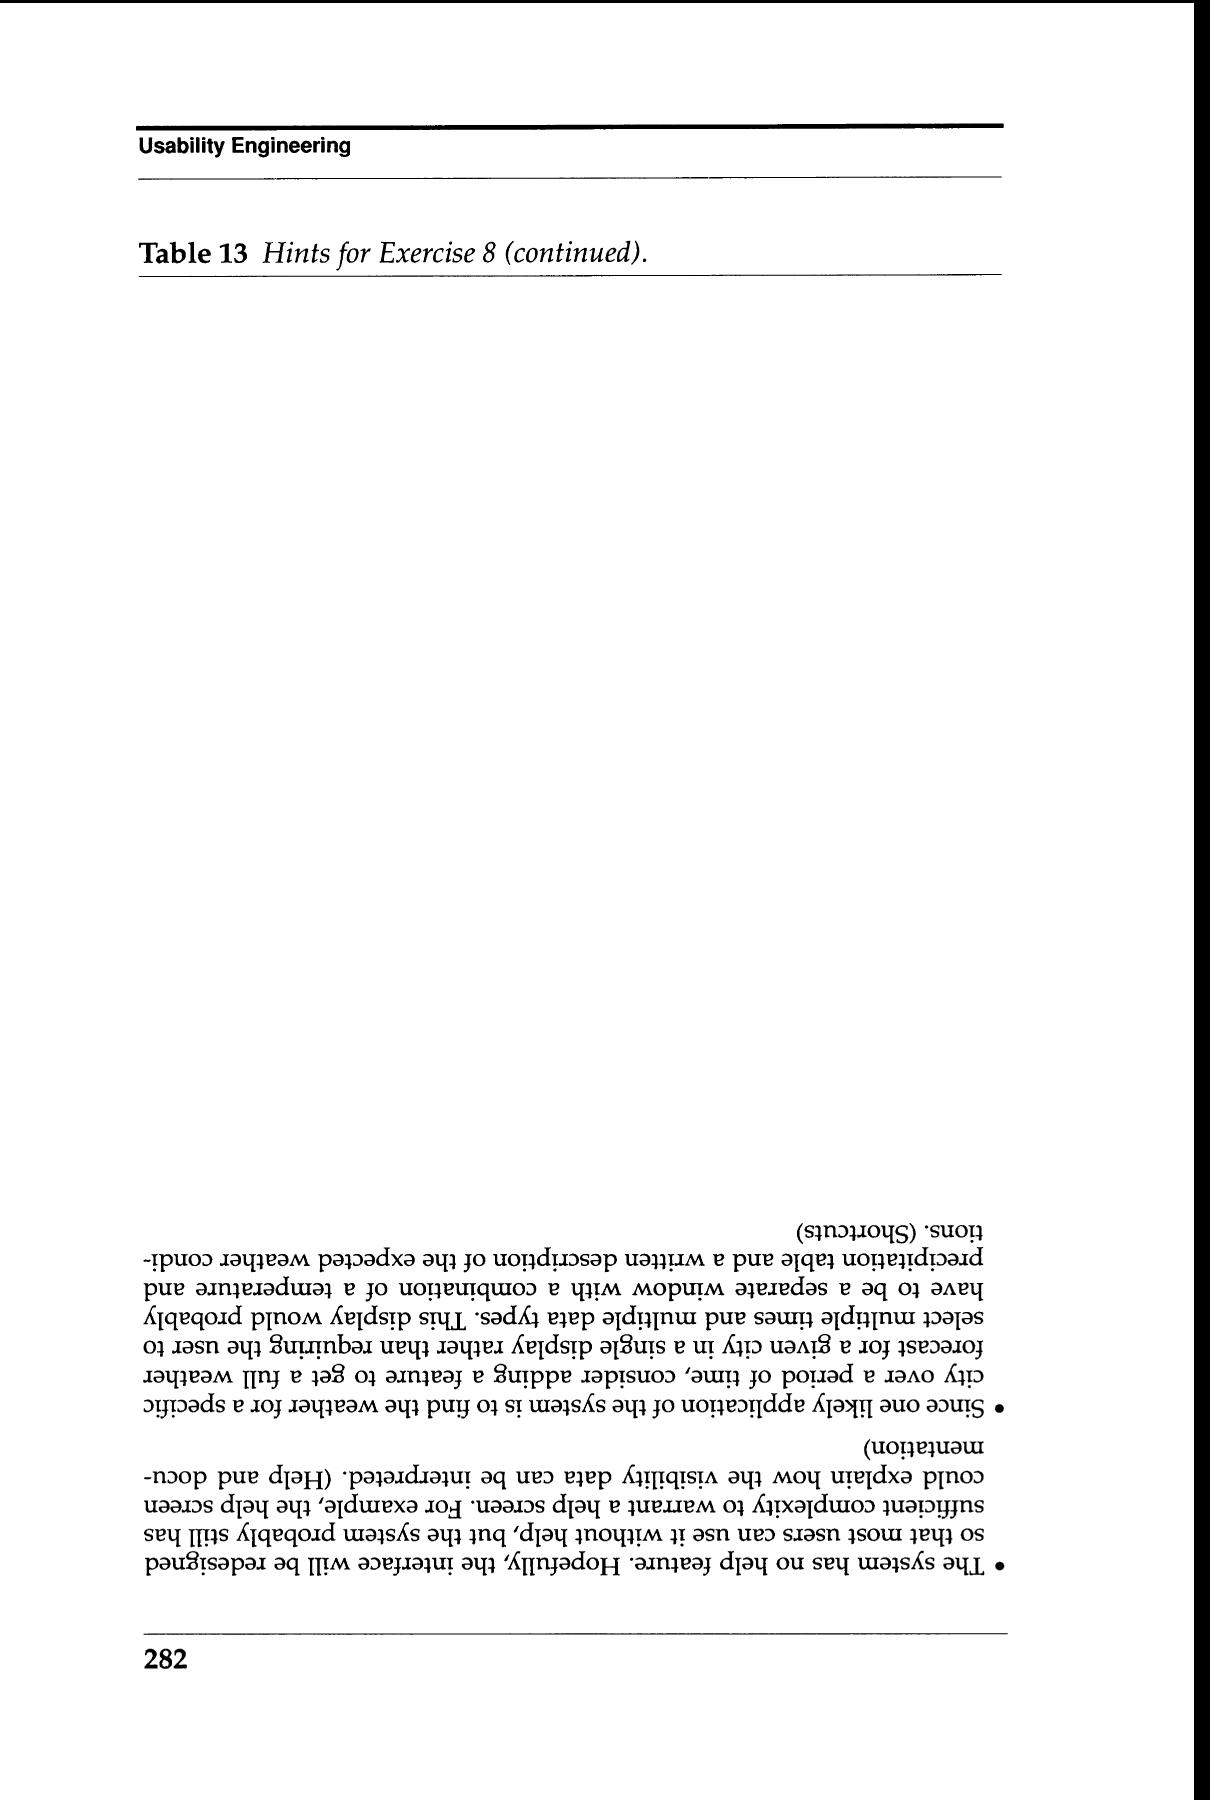 Usability Engineering
Table 13 Hints for Exercise 8 (continued).
• The system has no help feature. Hopefully, the interface will be redesigned
so that most users can use it without help, but the system probably still has
sufficient complexity to warrant a help screen. For example, the help screen
could explain how the visibility data can be interpreted. (Help and docu-
mentation)
• Since one likely application of the system is to find the weather for a specific
city over a period of time, consider adding a feature to get a full weather
forecast for a given city in a single display rather than requiring the user to
select multiple times and multiple data types. This display would probably
have to be a separate window with a combination of a temperature and
precipitation table and a written description of the expected weather condi-
tions. (Shortcuts)
282